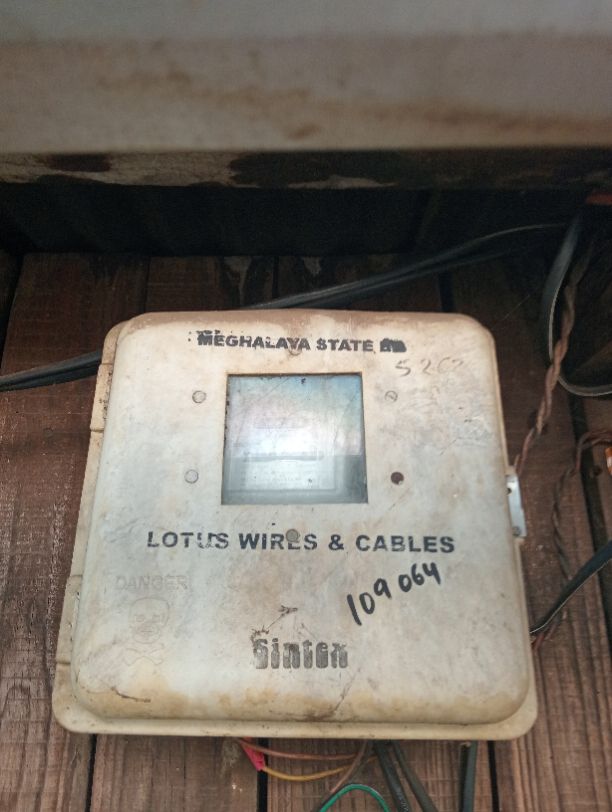 MEGHALAYA STATE
LOTUS WIRES & CABLES
DANGER
109 064
Sintex